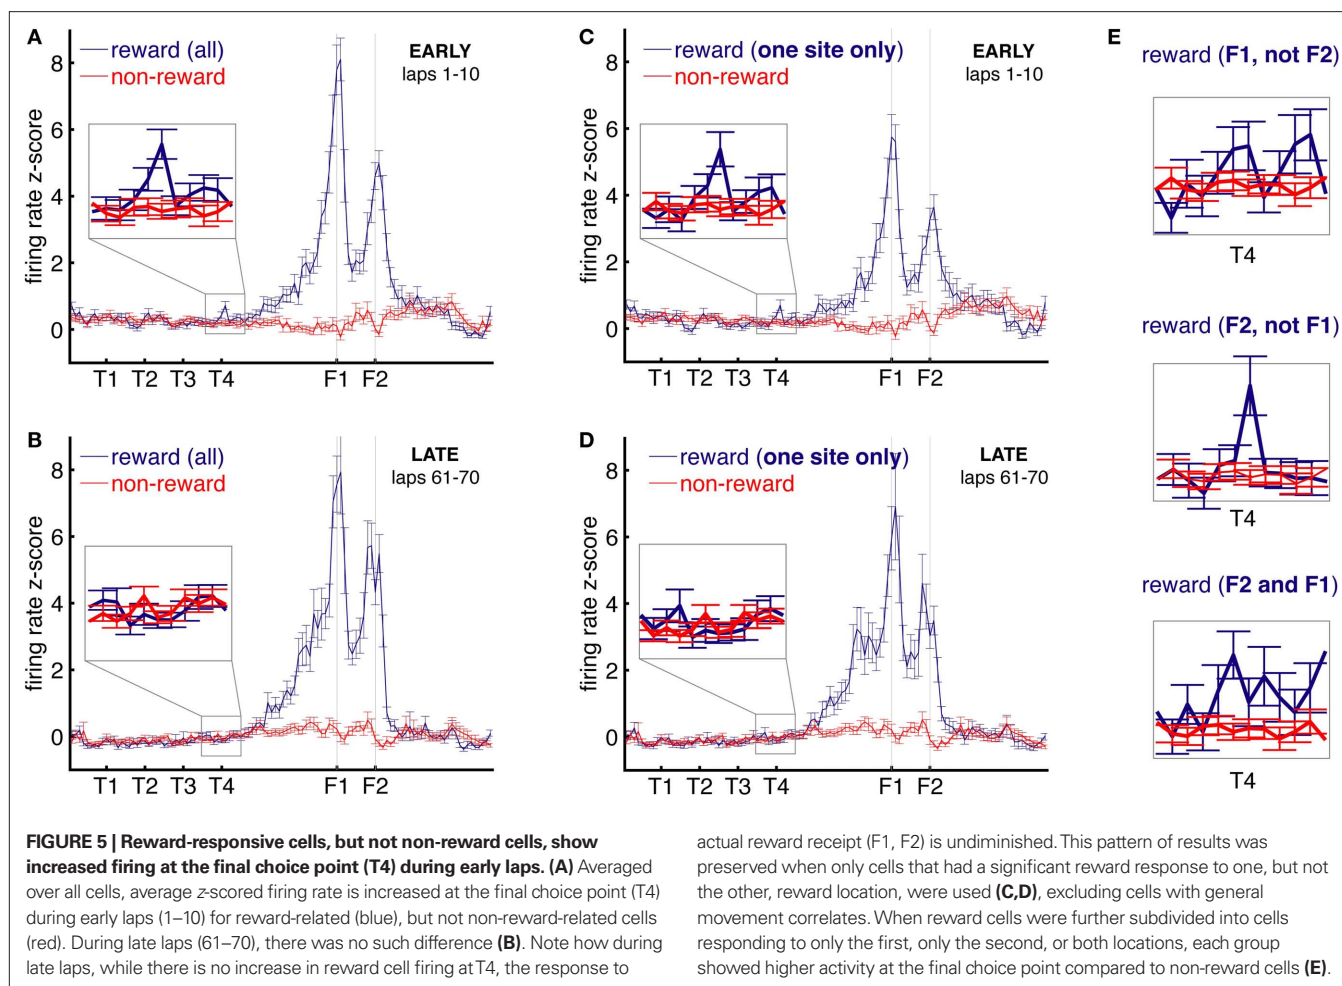 A
reward (all)
non-reward
EARLY
laps 1-10
firing rate z-score
8
6
4
2
0
T1 T2 T3 T4 F1 F2
C
reward (one site only)
non-reward
EARLY
laps 1-10
firing rate z-score
8
6
4
2
0
T1 T2 T3 T4 F1 F2
E
reward (F1, not F2)
T4
reward (F2, not F1)
T4
reward (F2 and F1)
T4
B
reward (all)
non-reward
LATE
laps 61-70
firing rate z-score
8
6
4
2
0
T1 T2 T3 T4 F1 F2
D
reward (one site only)
non-reward
LATE
laps 61-70
firing rate z-score
8
6
4
2
0
T1 T2 T3 T4 F1 F2
FIGURE 5 | Reward-responsive cells, but not non-reward cells, show
increased firing at the final choice point (T4) during early laps. (A) Averaged
over all cells, average z-scored firing rate is increased at the final choice point (T4)
during early laps (1–10) for reward-related (blue), but not non-reward-related cells
(red). During late laps (61–70), there was no such difference (B). Note how during
late laps, while there is no increase in reward cell firing at T4, the response to
actual reward receipt (F1, F2) is undiminished. This pattern of results was
preserved when only cells that had a significant reward response to one, but not
the other, reward location, were used (C,D), excluding cells with general
movement correlates. When reward cells were further subdivided into cells
responding to only the first, only the second, or both locations, each group
showed higher activity at the final choice point compared to non-reward cells (E).